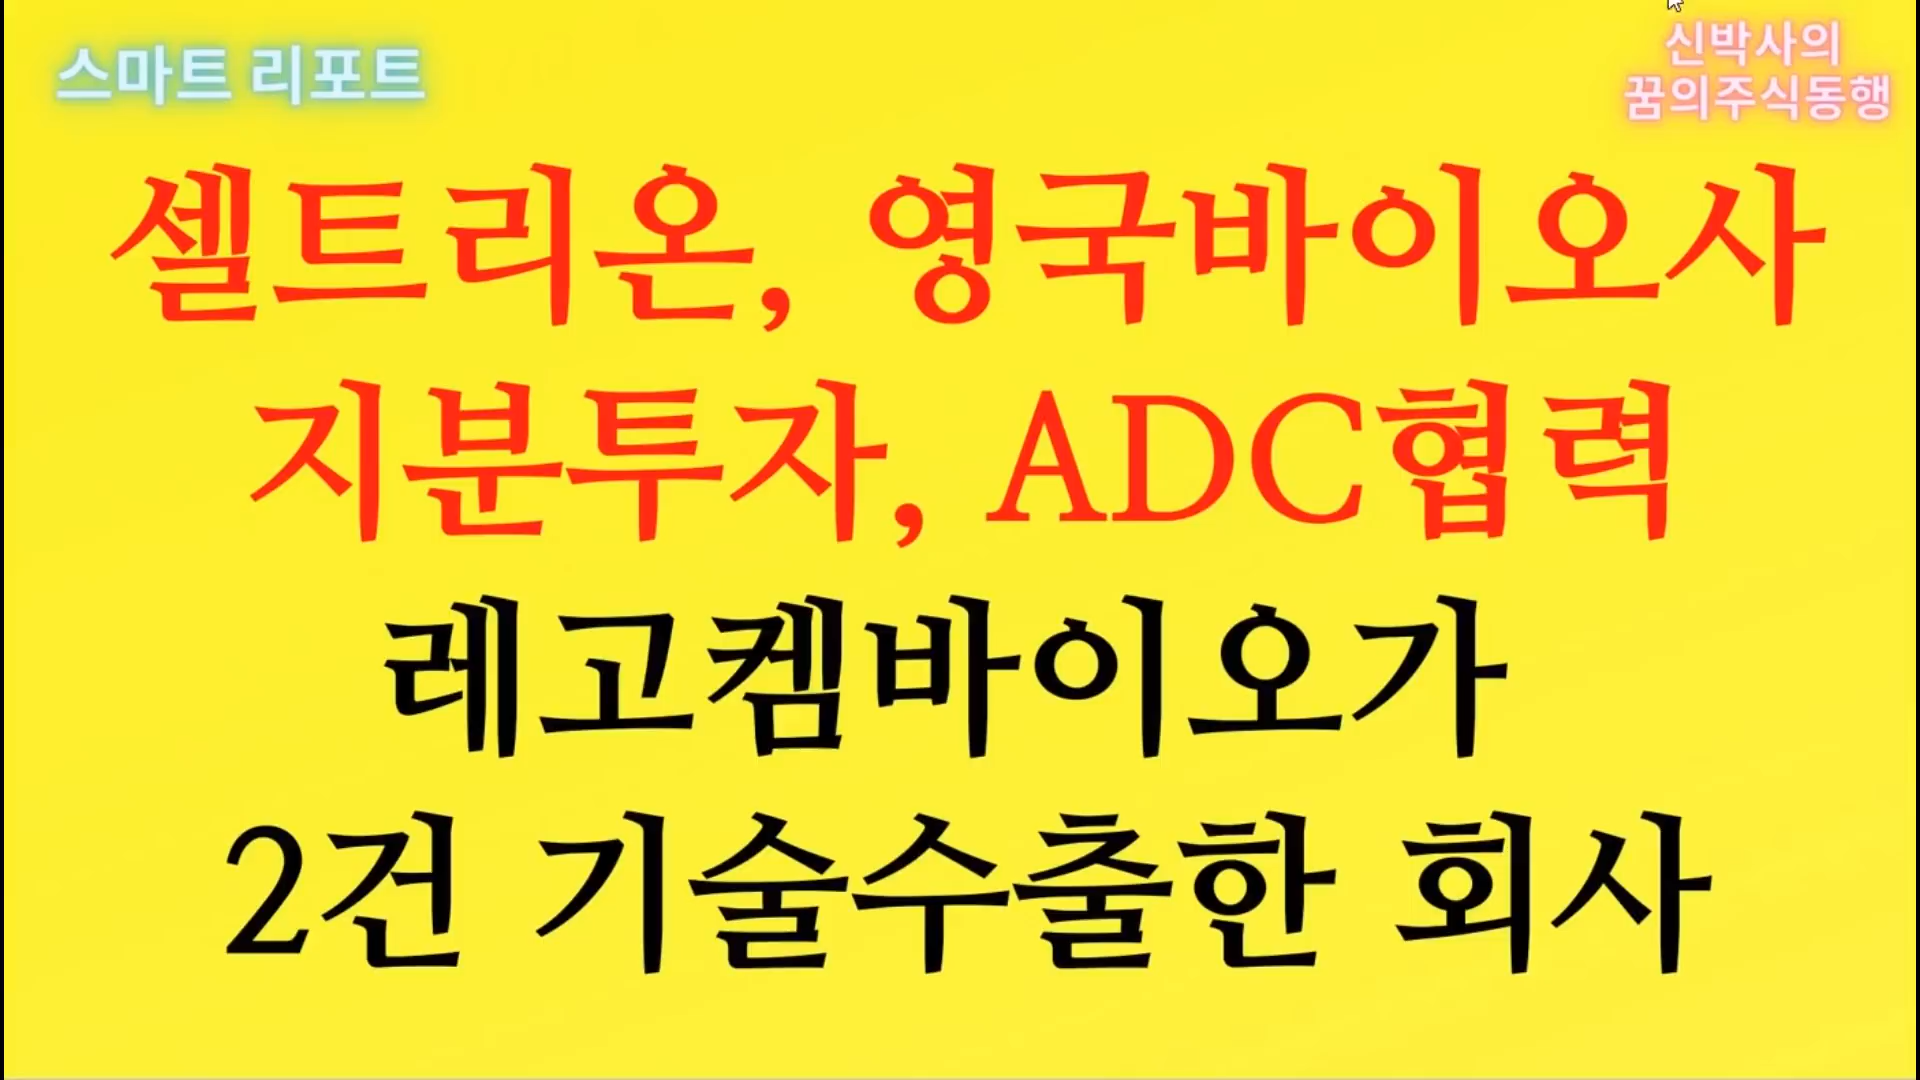 스마트 리포트
신박사의
꿈의주식동행
셀트리온, 영국바이오사
지분투자, ADC협력
레고켐바이오가
2건 기술수출한 회사